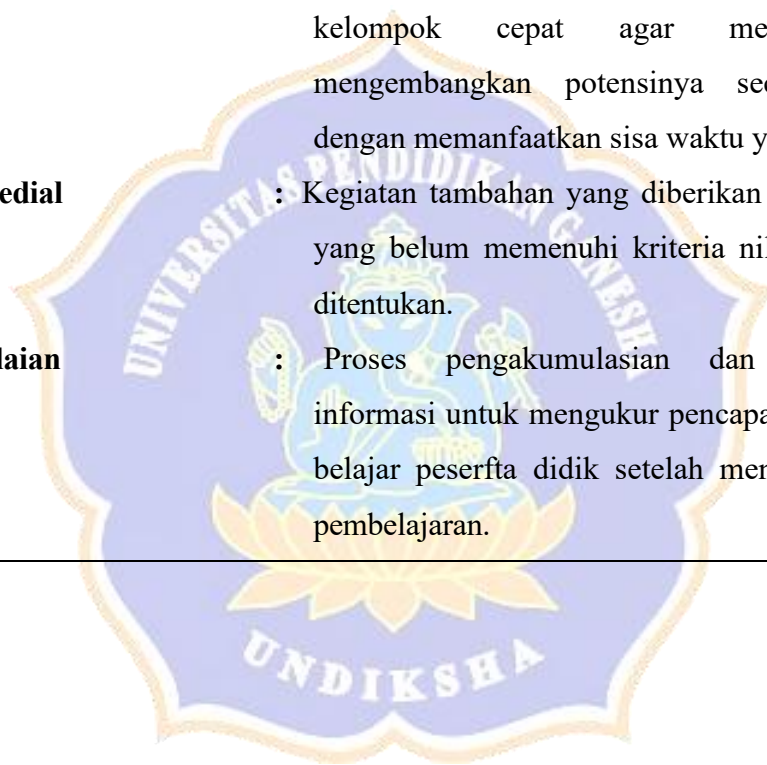 kelompok cepat agar me
mengembangkan potensinya sec
dengan memanfaatkan sisa waktu y
edial : Kegiatan tambahan yang diberikan
yang belum memenuhi kriteria nil
ditentukan.
laian : Proses pengakumulasian dan
informasi untuk mengukur pencapa
belajar peserfta didik setelah men
pembelajaran.
UNIVERSITAS PENDIDIKAN GANESHA
UNDIKSHA